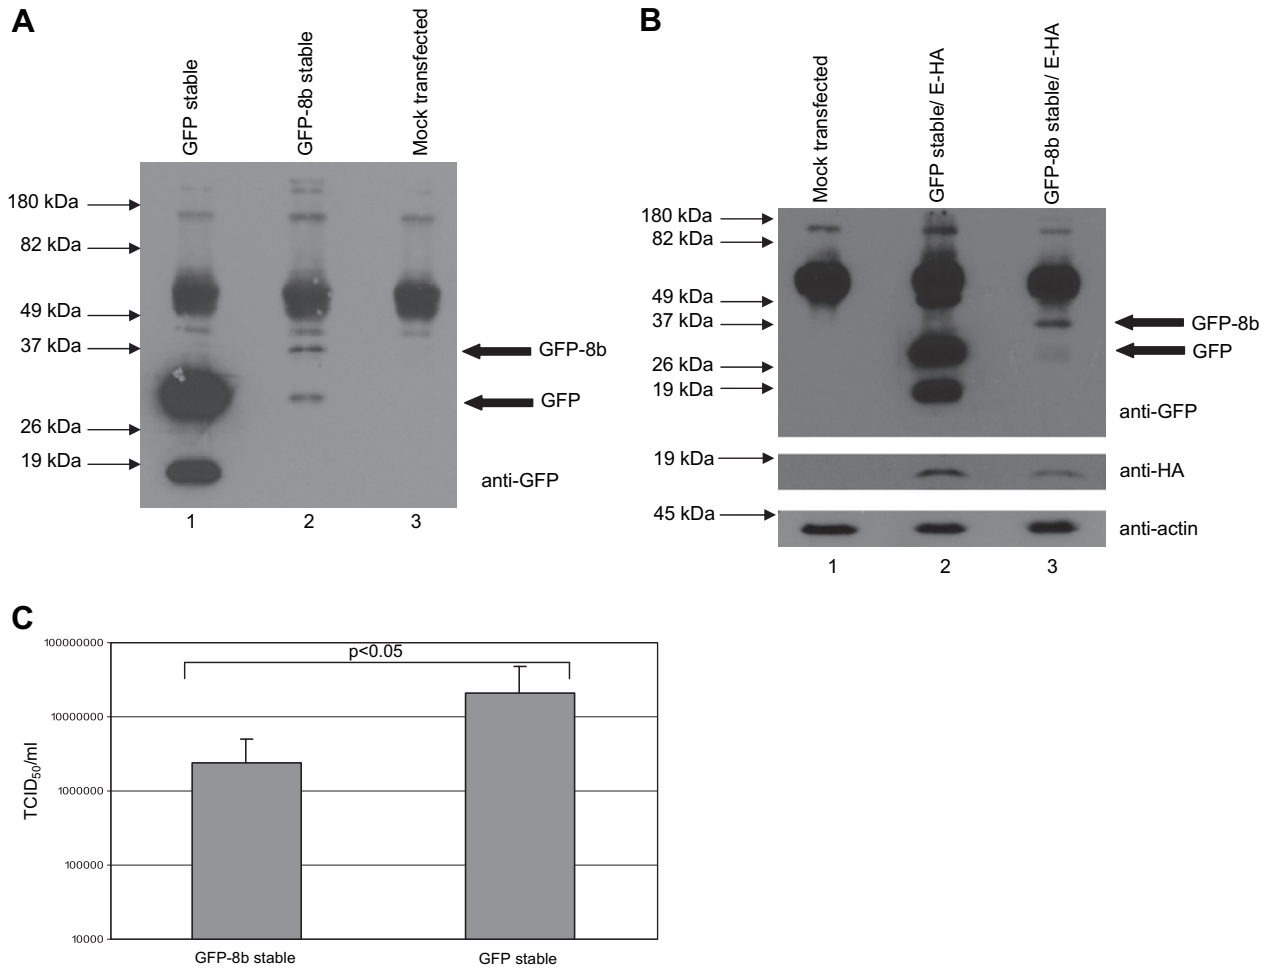 A
GFP stable
GFP-8b stable
Mock transfected
180 kDa
82 kDa
49 kDa
37 kDa
26 kDa
19 kDa
GFP-8b
GFP
anti-GFP
1 2 3
B
Mock transfected
GFP stable/ E-HA
GFP-8b stable/ E-HA
180 kDa
82 kDa
49 kDa
37 kDa
26 kDa
19 kDa
GFP-8b
GFP
anti-GFP
19 kDa
anti-HA
45 kDa
anti-actin
1 2 3
C
100000000
10000000
1000000
100000
10000
TCID50/ml
p<0.05
GFP-8b stable
GFP stable